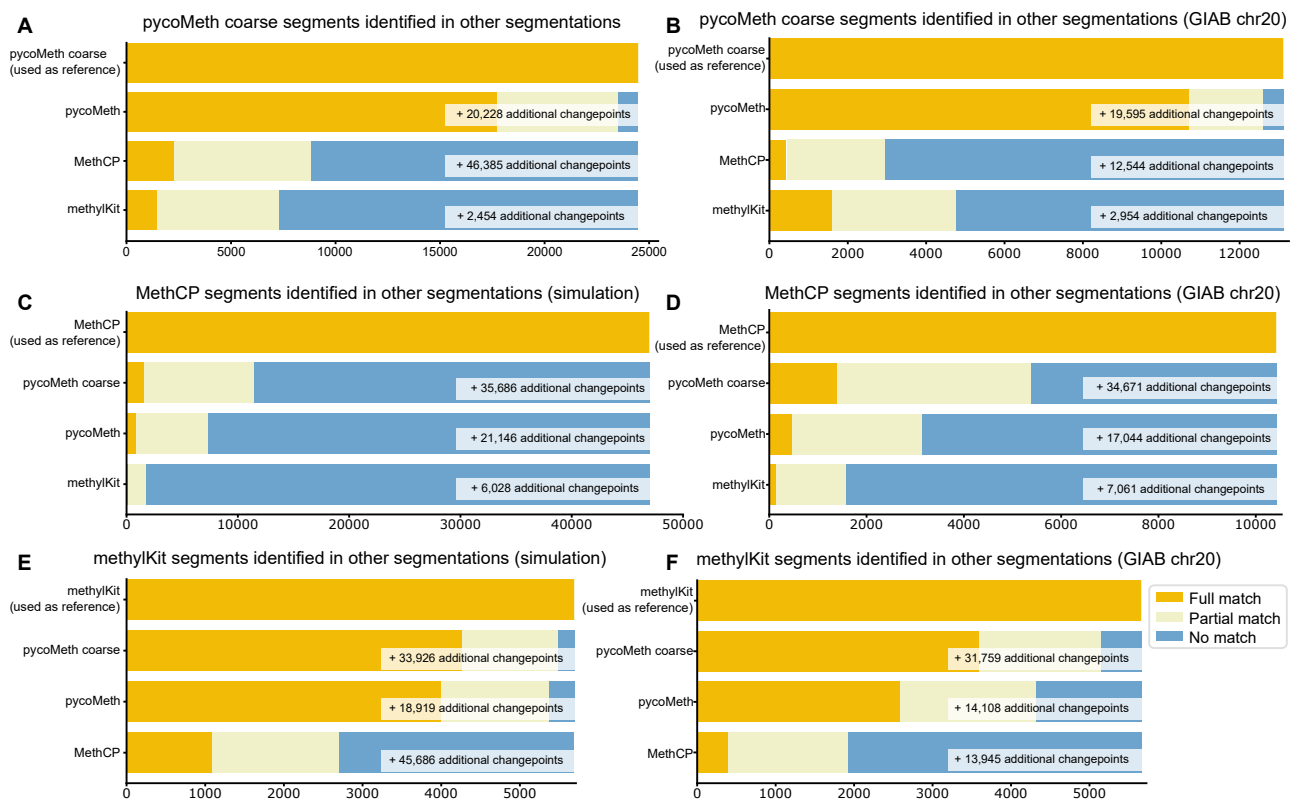 A
pycoMeth coarse segments identified in other segmentations
pycoMeth coarse
(used as reference)
pycoMeth
+ 20,228 additional changepoints
MethCP
+ 46,385 additional changepoints
methylKit
+ 2,454 additional changepoints
0 5000 10000 15000 20000 25000
B
pycoMeth coarse segments identified in other segmentations (GIAB chr20)
pycoMeth coarse
(used as reference)
pycoMeth
+ 19,595 additional changepoints
MethCP
+ 12,544 additional changepoints
methylKit
+ 2,954 additional changepoints
0 2000 4000 6000 8000 10000 12000
C
MethCP segments identified in other segmentations (simulation)
MethCP
(used as reference)
pycoMeth coarse
+ 35,686 additional changepoints
pycoMeth
+ 21,146 additional changepoints
methylKit
+ 6,028 additional changepoints
0 10000 20000 30000 40000 50000
D
MethCP segments identified in other segmentations (GIAB chr20)
MethCP
(used as reference)
pycoMeth coarse
+ 34,671 additional changepoints
pycoMeth
+ 17,044 additional changepoints
methylKit
+ 7,061 additional changepoints
0 2000 4000 6000 8000 10000
E
methylKit segments identified in other segmentations (simulation)
methylKit
(used as reference)
pycoMeth coarse
+ 33,926 additional changepoints
pycoMeth
+ 18,919 additional changepoints
MethCP
+ 45,686 additional changepoints
0 1000 2000 3000 4000 5000
F
methylKit segments identified in other segmentations (GIAB chr20)
methylKit
(used as reference)
pycoMeth coarse
+ 31,759 additional changepoints
pycoMeth
+ 14,108 additional changepoints
MethCP
+ 13,945 additional changepoints
0 1000 2000 3000 4000 5000
Full match
Partial match
No match